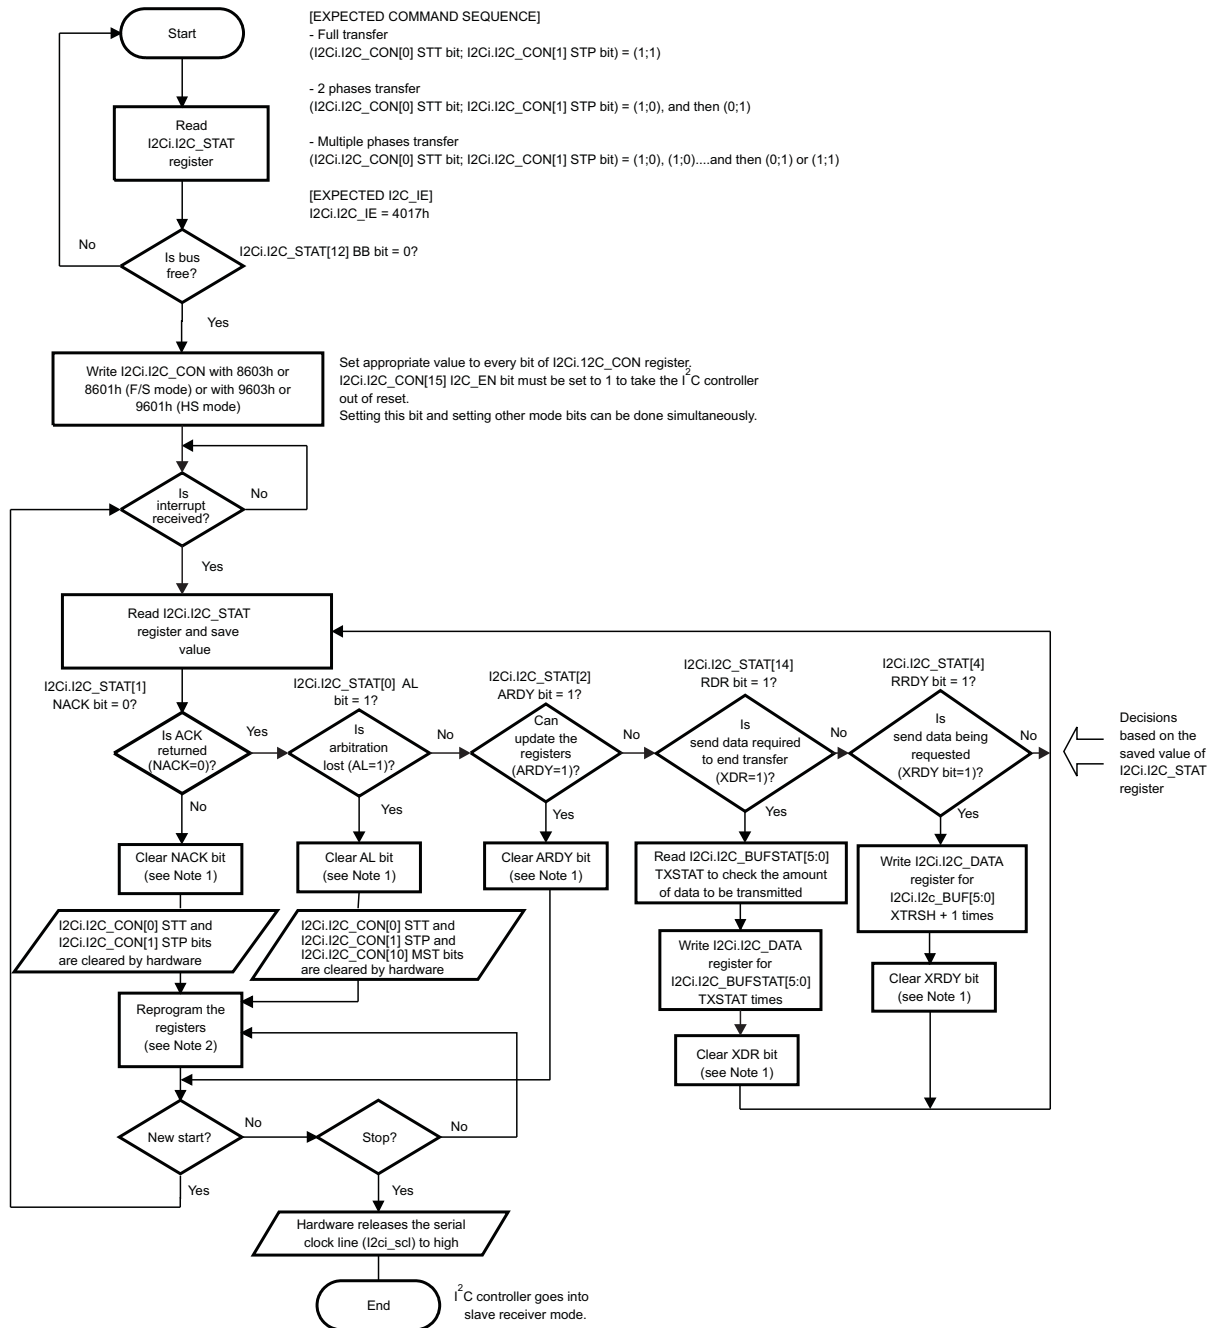 Start
[EXPECTED COMMAND SEQUENCE]
- Full transfer
(I2Ci.I2C_CON[0] STT bit; I2Ci.I2C_CON[1] STP bit) = (1;1)
- 2 phases transfer
(I2Ci.I2C_CON[0] STT bit; I2Ci.I2C_CON[1] STP bit) = (1;0), and then (0;1)
- Multiple phases transfer
(I2Ci.I2C_CON[0] STT bit; I2Ci.I2C_CON[1] STP bit) = (1;0), (1;0)....and then (0;1) or (1;1)
[EXPECTED I2C_IE]
I2Ci.I2C_IE = 4017h
Read
I2Ci.I2C_STAT
register
No
Is bus
free?
I2Ci.I2C_STAT[12] BB bit = 0?
Yes
Write I2Ci.I2C_CON with 8603h or
8601h (F/S mode) or with 9603h or
9601h (HS mode)
Set appropriate value to every bit of I2Ci.12C_CON register.
I2Ci.I2C_CON[15] I2C_EN bit must be set to 1 to take the I2C controller
out of reset.
Setting this bit and setting other mode bits can be done simultaneously.
Is
interrupt
received?
No
Yes
Read I2Ci.I2C_STAT
register and save
value
I2Ci.I2C_STAT[1]
NACK bit = 0?
Is ACK
returned
(NACK=0)?
Yes
No
I2Ci.I2C_STAT[0] AL
bit = 1?
Is
arbitration
lost (AL=1)?
No
Yes
I2Ci.I2C_STAT[2]
ARDY bit = 1?
Can
update the
registers
(ARDY=1)?
No
Yes
I2Ci.I2C_STAT[14]
RDR bit = 1?
Is
send data required
to end transfer
(XDR=1)?
No
Yes
I2Ci.I2C_STAT[4]
RRDY bit = 1?
Is
send data being
requested
(XRDY bit=1)?
No
Yes
Decisions
based on the
saved value of
I2Ci.I2C_STAT
register
Clear NACK bit
(see Note 1)
Clear AL bit
(see Note 1)
Clear ARDY bit
(see Note 1)
Read I2Ci.I2C_BUFSTAT[5:0]
TXSTAT to check the amount
of data to be transmitted
Write I2Ci.I2C_DATA
register for
I2Ci.I2c_BUF[5:0]
XTRSH + 1 times
I2Ci.I2C_CON[0] STT and
I2Ci.I2C_CON[1] STP bits
are cleared by hardware
I2Ci.I2C_CON[0] STT and
I2Ci.I2C_CON[1] STP and
I2Ci.I2C_CON[10] MST bits
are cleared by hardware
Write I2Ci.I2C_DATA
register for
I2Ci.I2C_BUFSTAT[5:0]
TXSTAT times
Clear XRDY bit
(see Note 1)
Reprogram the
registers
(see Note 2)
Clear XDR bit
(see Note 1)
New start?
No
Yes
Stop?
No
Yes
Hardware releases the serial
clock line (I2ci_scl) to high
End
I2C controller goes into
slave receiver mode.